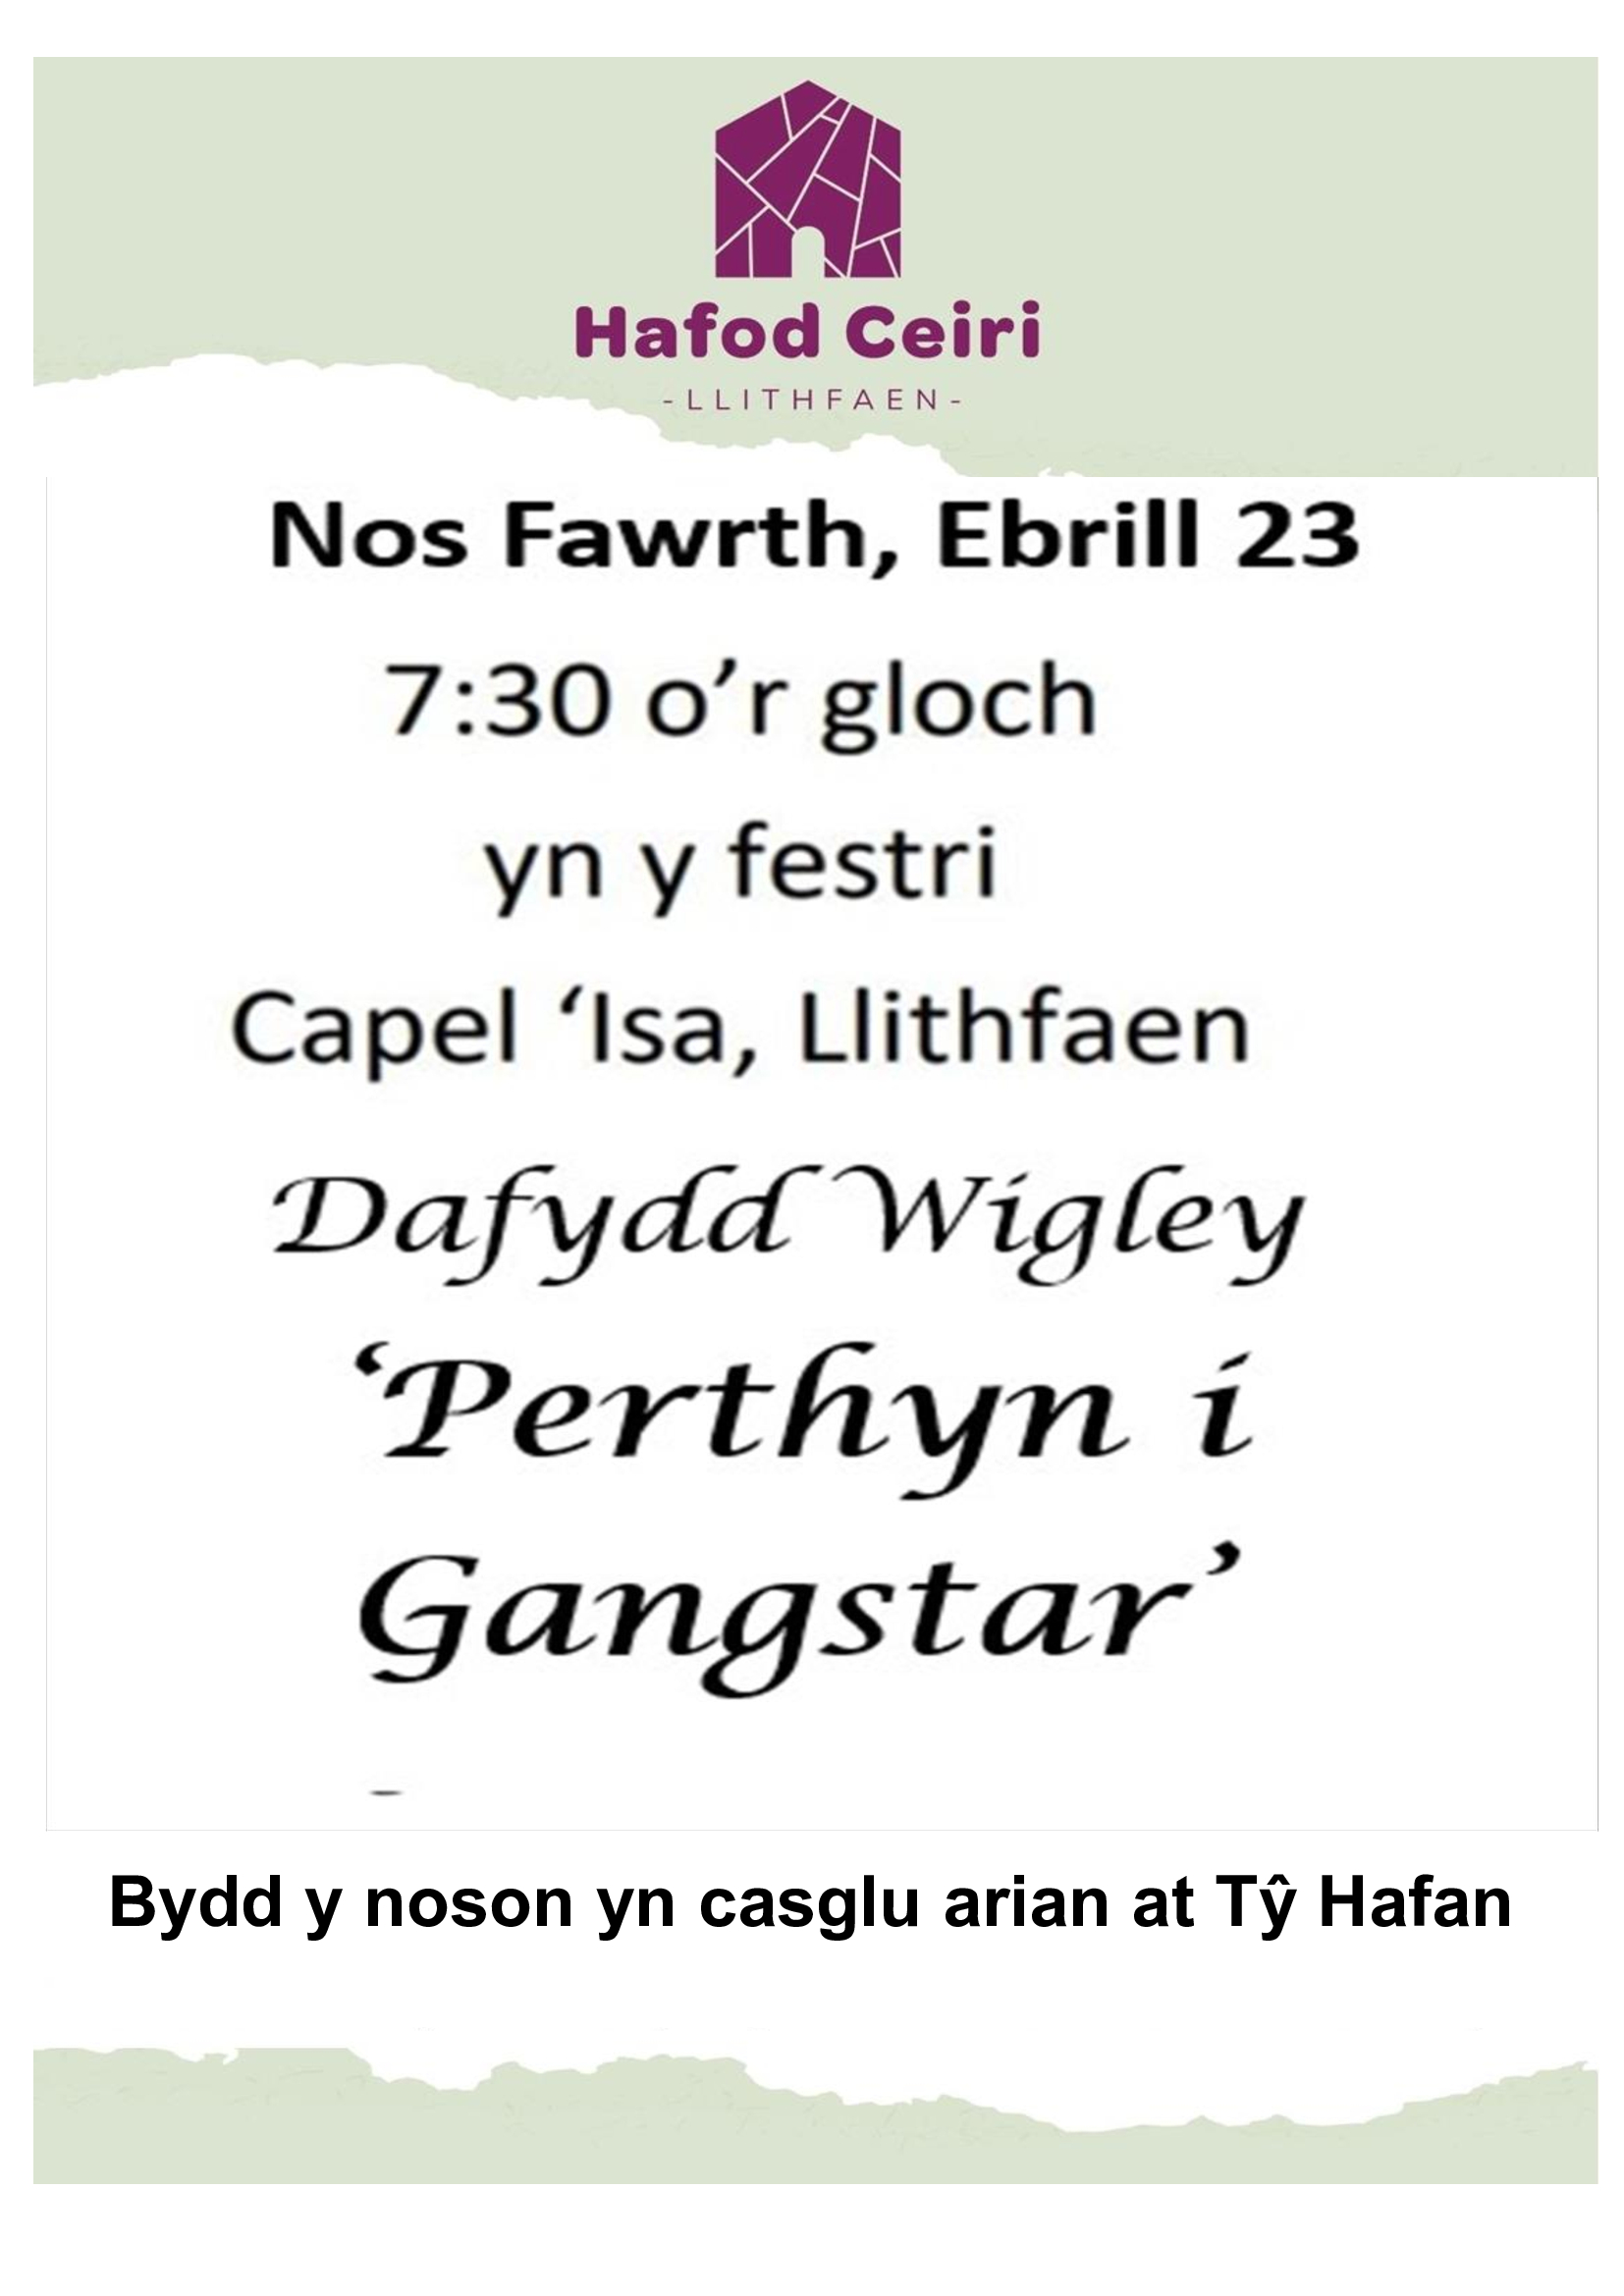 Hafod Ceiri
-LLITHFAEN-
Nos Fawrth, Ebrill 23
7:30 o’r gloch
yn y festri
Capel ‘Isa, Llithfaen
Dafydd Wigley
‘Perthyn i
Gangstar’
Bydd y noson yn casglu arian at Tŷ Hafan